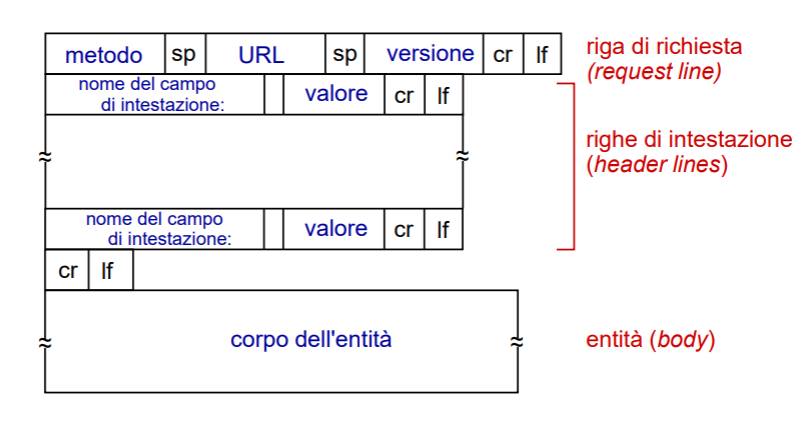 metodo sp URL sp versione cr lf
riga di richiesta
(request line)
nome del campo
di intestazione:
valore cr lf
righe di intestazione
(header lines)
≈ ≈
nome del campo
di intestazione:
valore cr lf
cr lf
≈ corpo dell'entità ≈
entità (body)